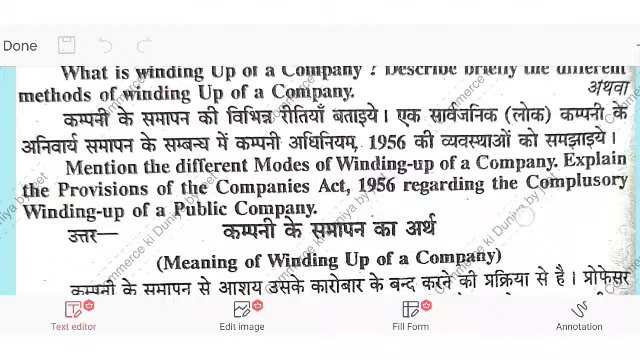 Done
What is winding Up of a Company ? Describe briefly the different
methods of winding Up of a Company.
अथवा
कम्पनी के समापन की विभिन्न रीतियाँ बताइये। एक सार्वजनिक (लोक) कम्पनी के
अनिवार्य समापन के सम्बन्ध में कम्पनी अधिनियम, 1956 की व्यवस्थाओं को समझाइये।
Mention the different Modes of Winding-up of a Company. Explain
the Provisions of the Companies Act, 1956 regarding the Complusory
Winding-up of a Public Company.
उत्तर— कम्पनी के समापन का अर्थ
(Meaning of Winding Up of a Company)
कम्पनी के समापन से आशय उसके कारोबार के बन्द करने की प्रक्रिया से है। प्रोफेसर
Text editor
Edit image
Fill Form
Annotation
Commerce ki Duniya by